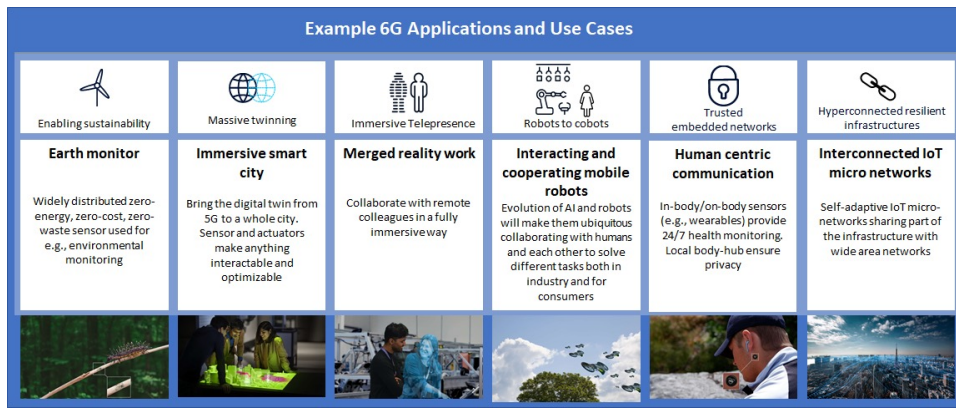 Example 6G Applications and Use Cases
Enabling sustainability
Earth monitor
Widely distributed zero-
energy, zero-cost, zero-
waste sensor used for
e.g., environmental
monitoring
Massive twinning
Immersive smart
city
Bring the digital twin from
5G to a whole city.
Sensor and actuators
make anything
interactable and
optimizable
Immersive Telepresence
Merged reality work
Collaborate with remote
colleagues in a fully
immersive way
Robots to cobots
Interacting and
cooperating mobile
robots
Evolution of AI and robots
will make them ubiquitous
collaborating with humans
and each other to solve
different tasks both in
industry and for
consumers
Trusted
embedded networks
Human centric
communication
In-body/on-body sensors
(e.g., wearables) provide
24/7 health monitoring.
Local body-hub ensure
privacy
Hyperconnected resilient
infrastructures
Interconnected IoT
micro networks
Self-adaptive IoT micro-
networks sharing part of
the infrastructure with
wide area networks